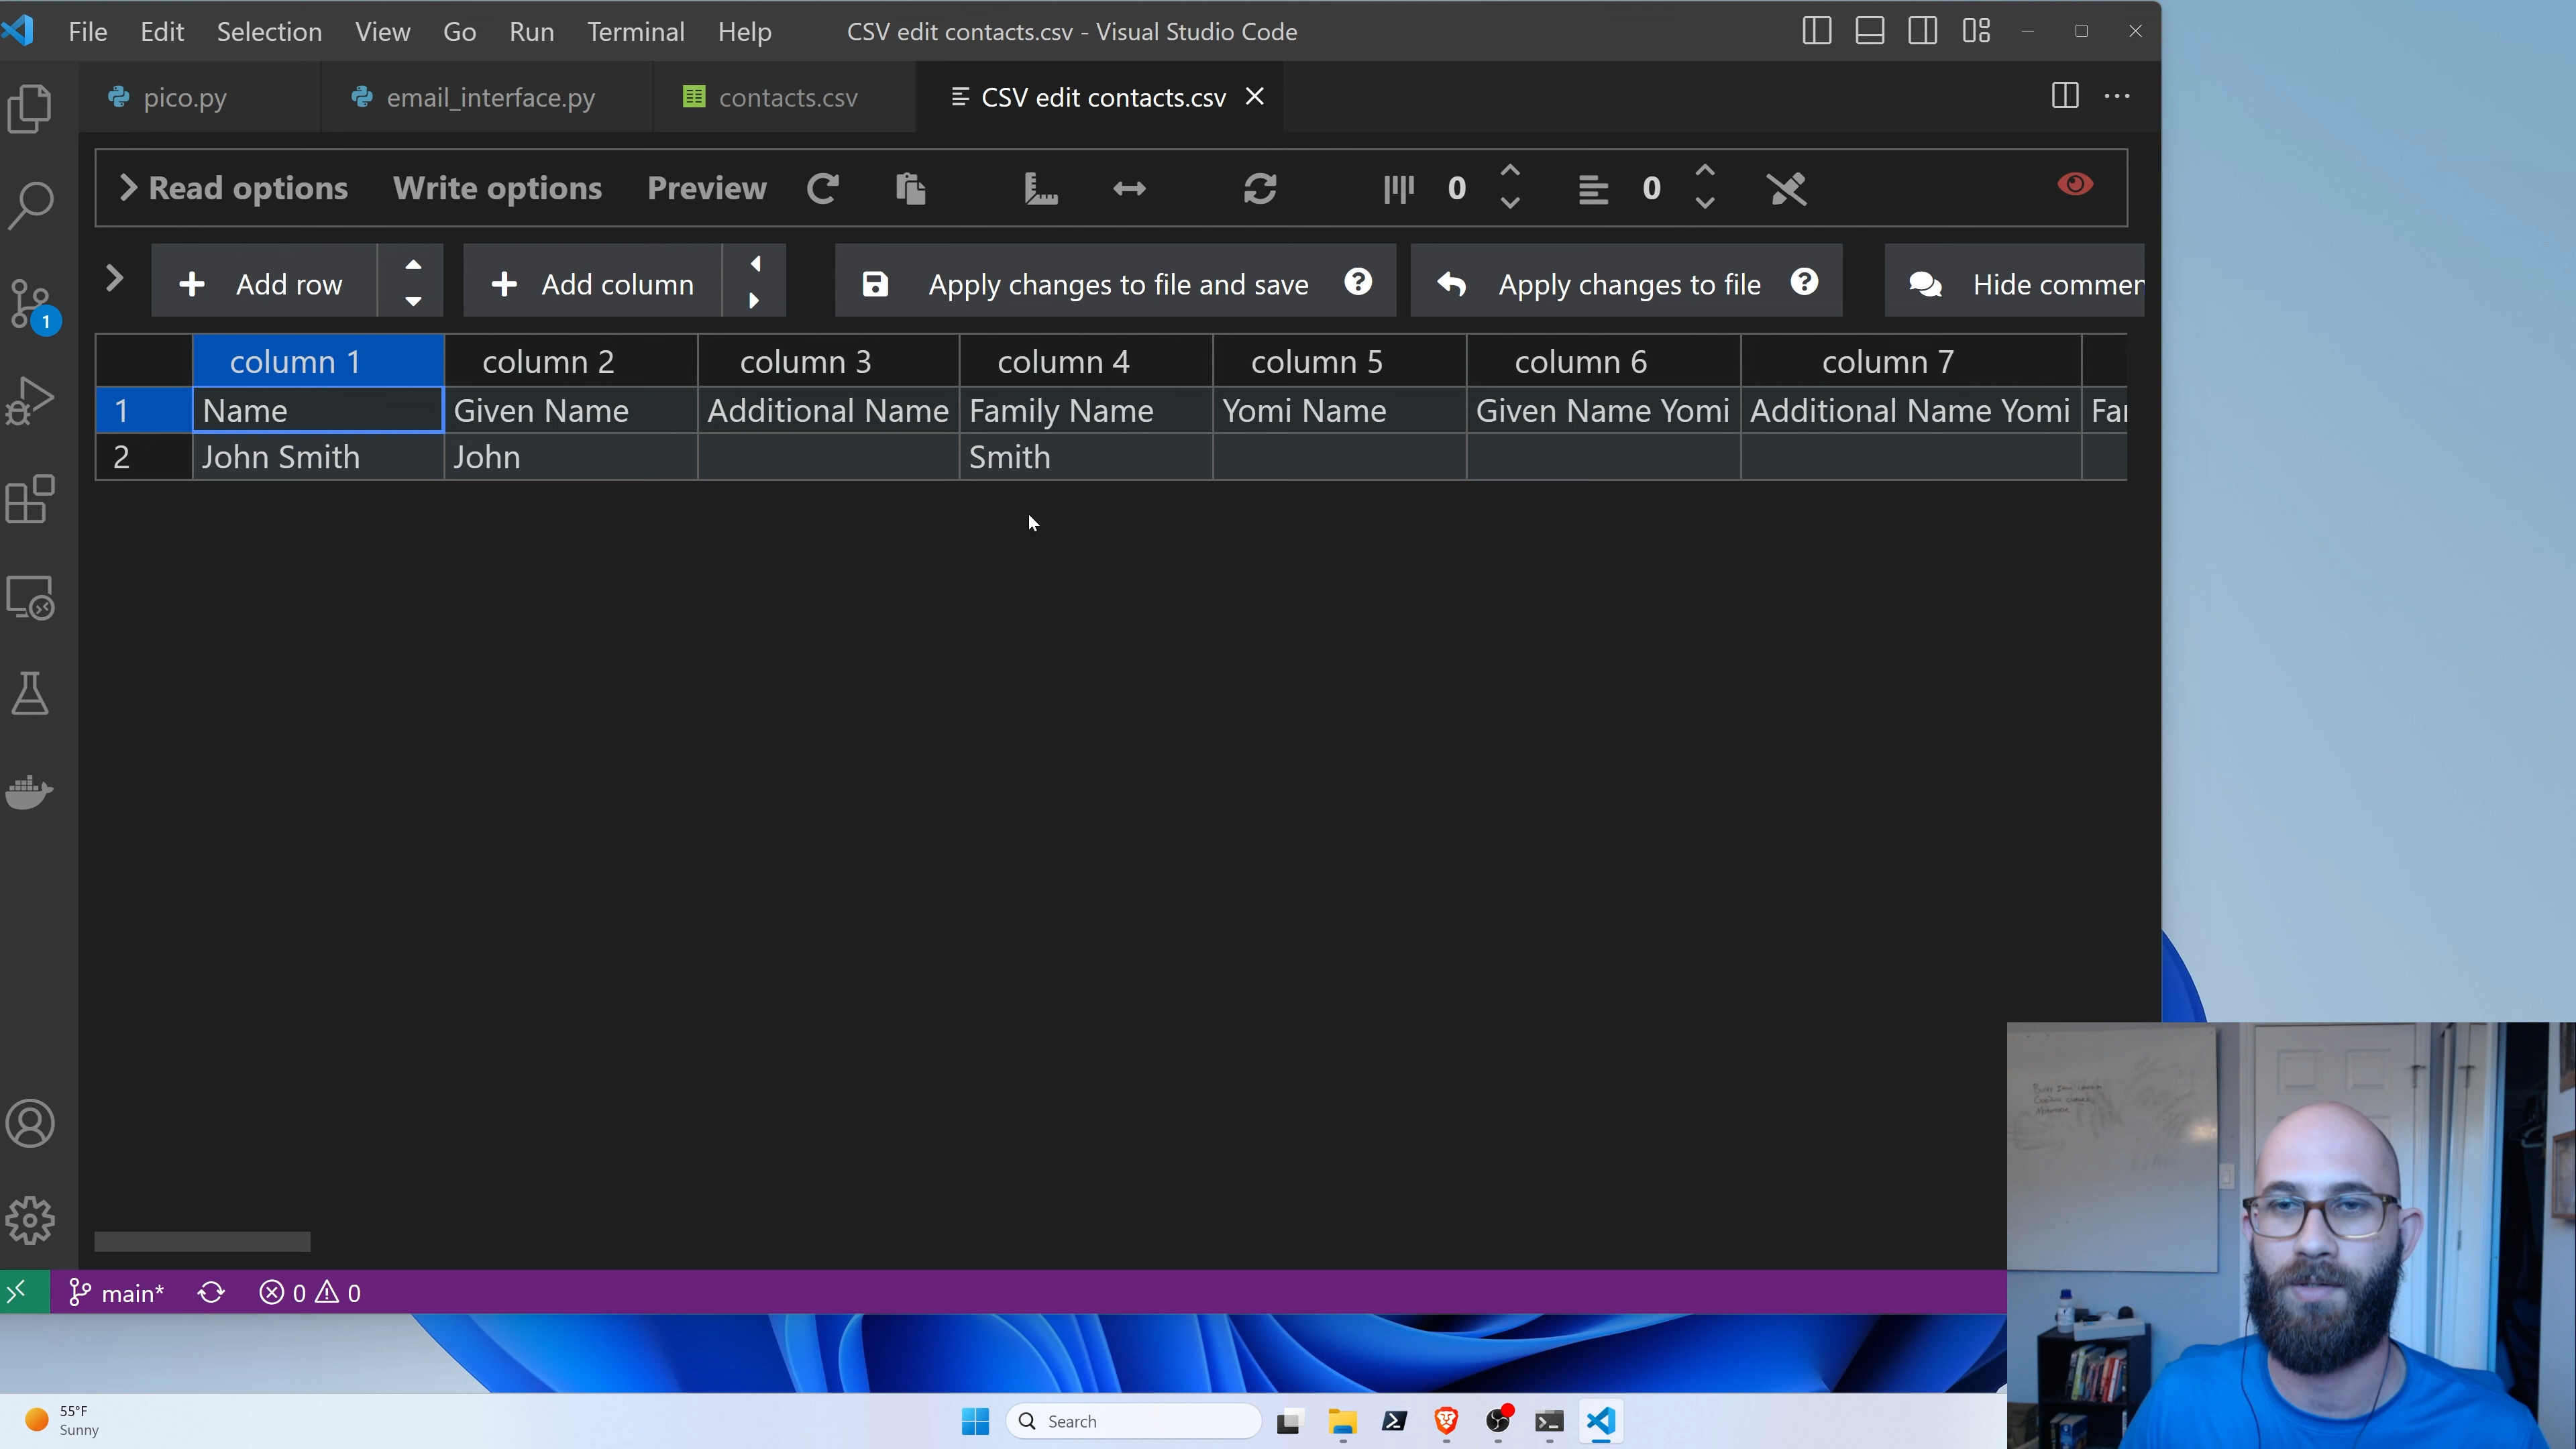 File Edit Selection View Go Run Terminal Help CSV edit contacts.csv - Visual Studio Code
pico.py email_interface.py contacts.csv CSV edit contacts.csv
Read options Write options Preview 0 0
Add row Add column Apply changes to file and save Apply changes to file Hide commen
column 1 column 2 column 3 column 4 column 5 column 6 column 7
1 Name Given Name Additional Name Family Name Yomi Name Given Name Yomi Additional Name Yomi Fam
2 John Smith John Smith
1
main* 0 0
55°F
Sunny
Search